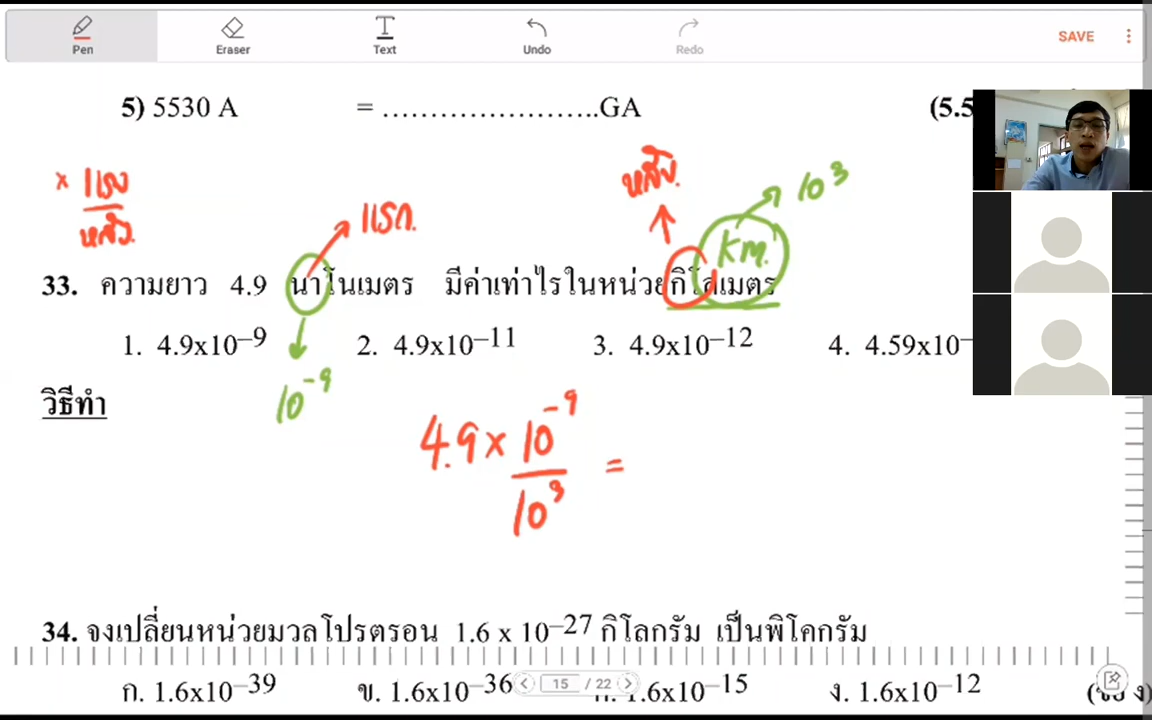 Pen Eraser Text Undo Redo SAVE
5) 5530 A = …………………..GA (5.5
× แรก
หลัง.
แรก.
หลัง.
km.
10³
33. ความยาว 4.9 นาโนเมตร มีค่าเท่าไรในหน่วยกิโลเมตร
1. 4.9x10⁻⁹ 2. 4.9x10⁻¹¹ 3. 4.9x10⁻¹² 4. 4.59x10⁻
10⁻⁹
วิธีทำ
4.9 × 10⁻⁹ =
10³
34. จงเปลี่ยนหน่วยมวลโปรตรอน 1.6 x 10⁻²⁷ กิโลกรัม เป็นพิโคกรัม
ก. 1.6x10⁻³⁹ ข. 1.6x10⁻³⁶ 1.6x10⁻¹⁵ ง. 1.6x10⁻¹² (ข้อ ง)
15 / 22